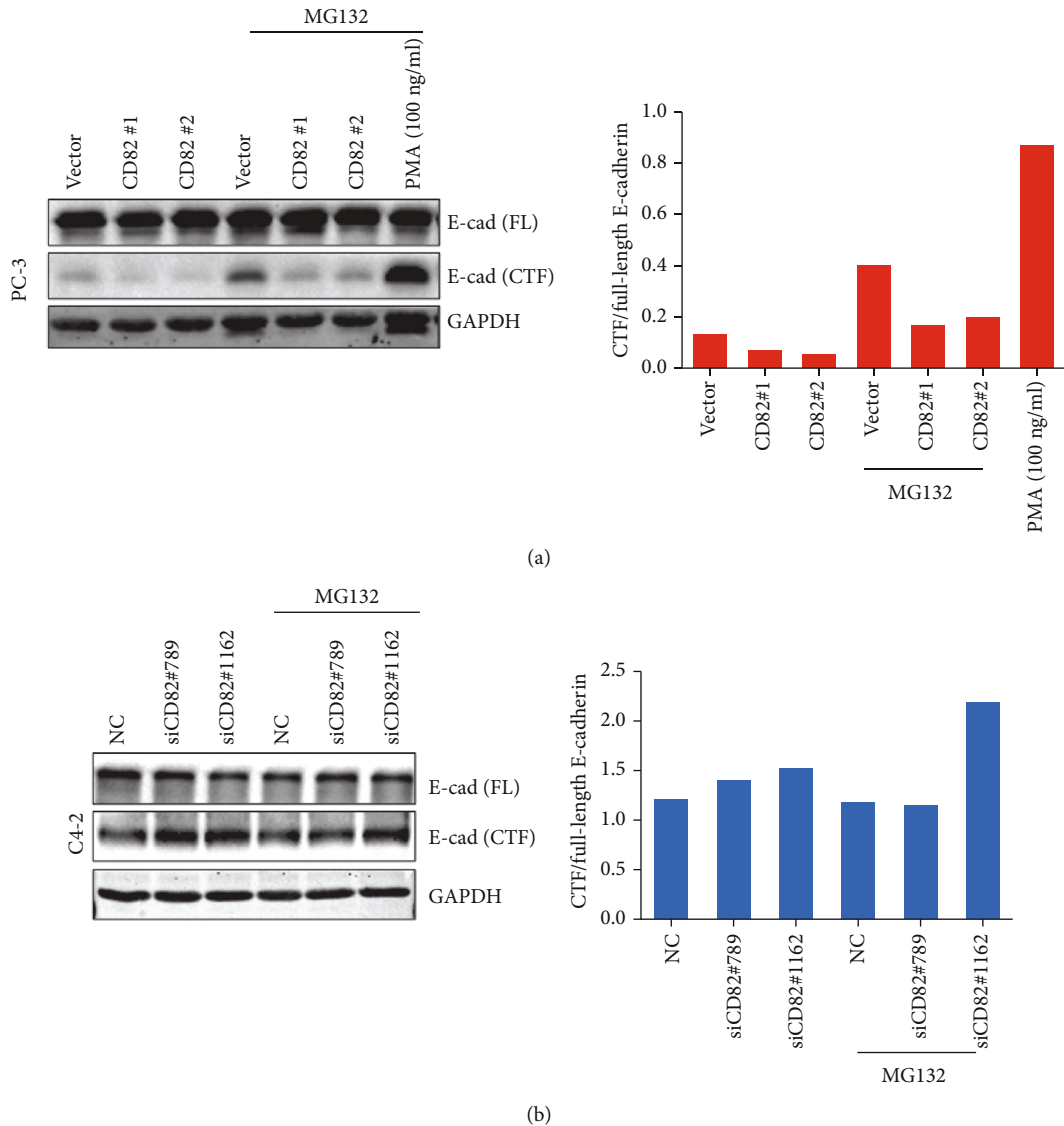 MG132
Vector
CD82 #1
CD82 #2
Vector
CD82 #1
CD82 #2
PMA (100 ng/ml)
PC-3
E-cad (FL)
E-cad (CTF)
GAPDH
CTF/full-length E-cadherin
1.0
0.8
0.6
0.4
0.2
0.0
Vector
CD82#1
CD82#2
Vector
CD82#1
CD82#2
PMA (100 ng/ml)
MG132
(a)
MG132
NC
siCD82#789
siCD82#1162
NC
siCD82#789
siCD82#1162
C4-2
E-cad (FL)
E-cad (CTF)
GAPDH
CTF/full-length E-cadherin
2.5
2.0
1.5
1.0
0.5
0.0
NC
siCD82#789
siCD82#1162
NC
siCD82#789
siCD82#1162
MG132
(b)